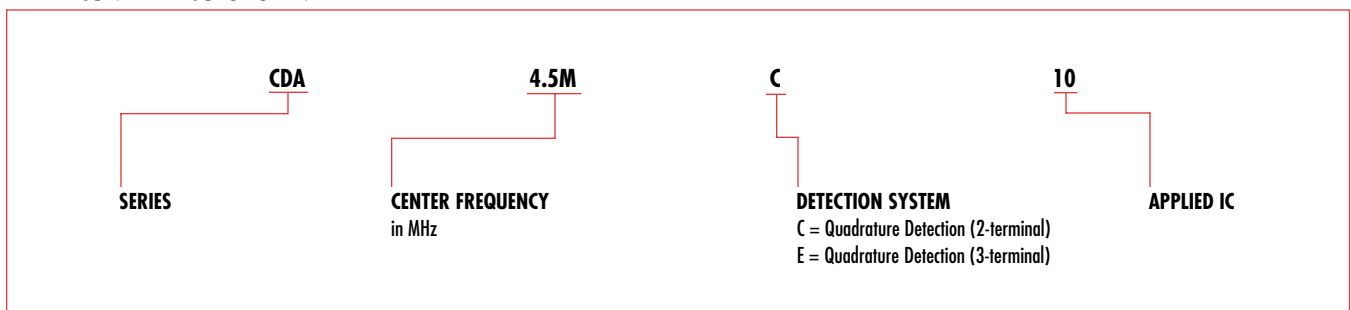 CDA 4.5M C 10
SERIES CENTER FREQUENCY DETECTION SYSTEM APPLIED IC
in MHz C = Quadrature Detection (2-terminal)
E = Quadrature Detection (3-terminal)